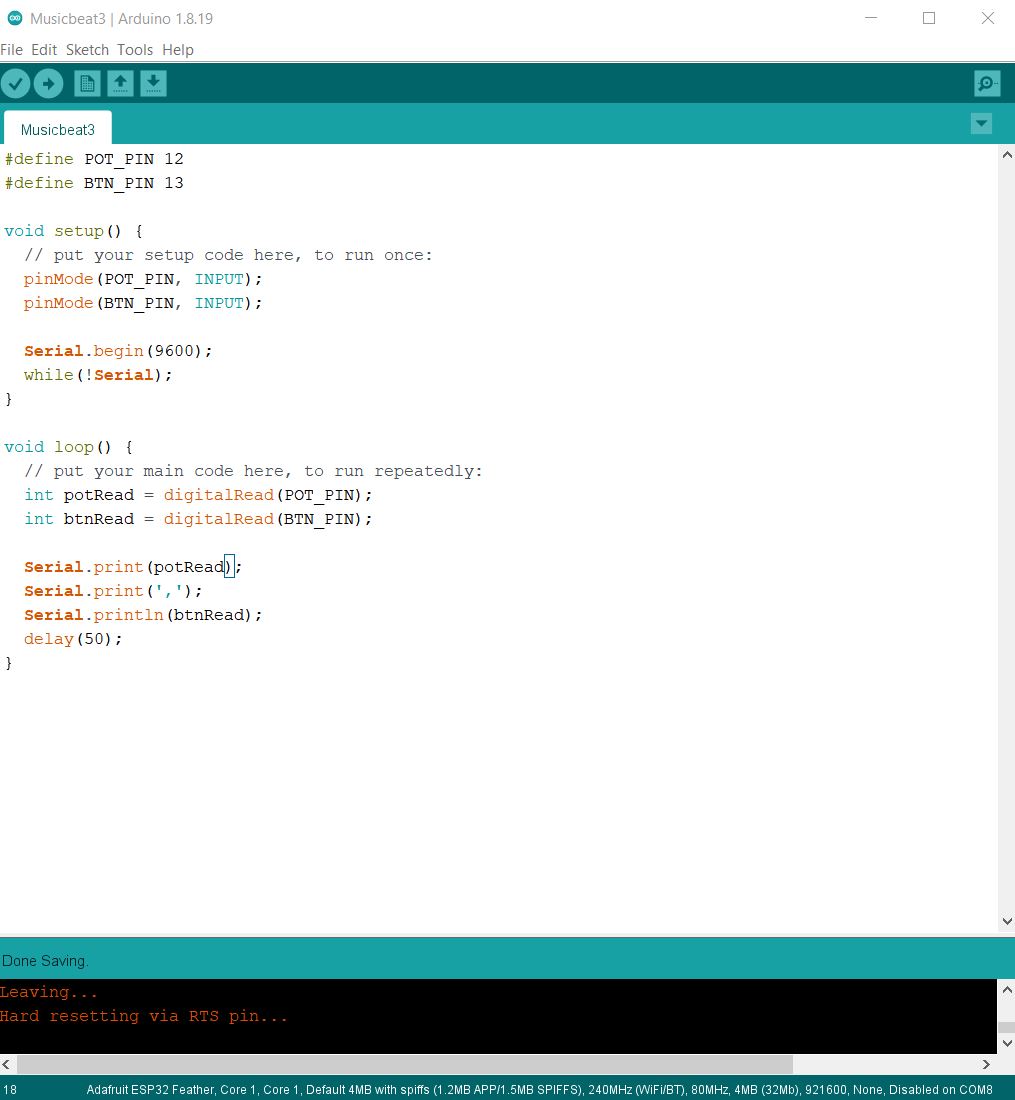 Musicbeat3 | Arduino 1.8.19
File Edit Sketch Tools Help
Musicbeat3
#define POT_PIN 12
#define BTN_PIN 13
void setup() {
  // put your setup code here, to run once:
  pinMode(POT_PIN, INPUT);
  pinMode(BTN_PIN, INPUT);
  Serial.begin(9600);
  while(!Serial);
}
void loop() {
  // put your main code here, to run repeatedly:
  int potRead = digitalRead(POT_PIN);
  int btnRead = digitalRead(BTN_PIN);
  Serial.print(potRead);
  Serial.print(',');
  Serial.println(btnRead);
  delay(50);
}
Done Saving.
Leaving...
Hard resetting via RTS pin...
18 Adafruit ESP32 Feather, Core 1, Core 1, Default 4MB with spiffs (1.2MB APP/1.5MB SPIFFS), 240MHz (WiFi/BT), 80MHz, 4MB (32Mb), 921600, None, Disabled on COM8